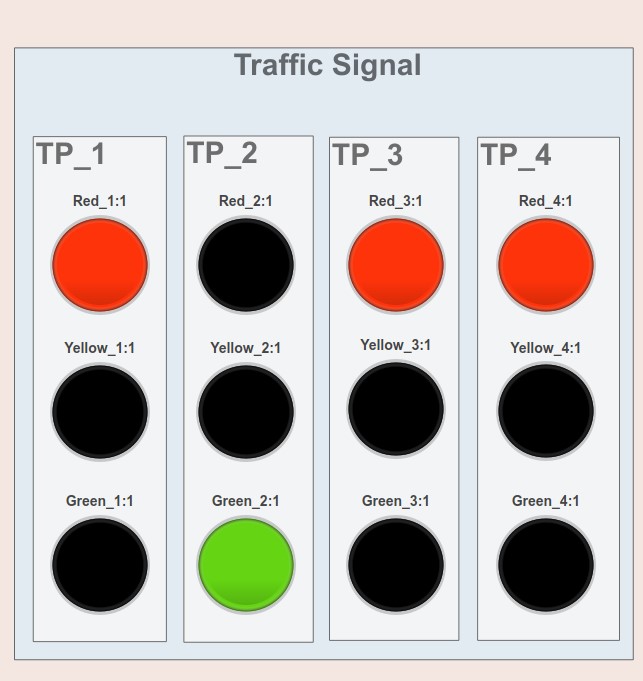 Traffic Signal
TP_1
Red_1:1
Yellow_1:1
Green_1:1
TP_2
Red_2:1
Yellow_2:1
Green_2:1
TP_3
Red_3:1
Yellow_3:1
Green_3:1
TP_4
Red_4:1
Yellow_4:1
Green_4:1